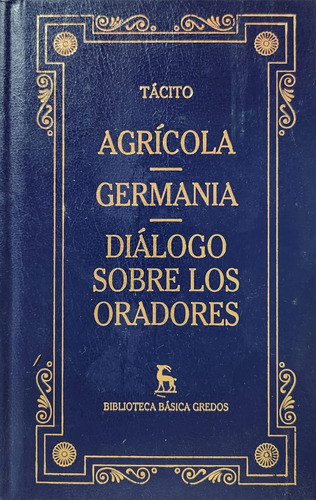 TÁCITO
AGRÍCOLA
GERMANIA
DIÁLOGO
SOBRE LOS
ORADORES
BIBLIOTECA BÁSICA GREDOS